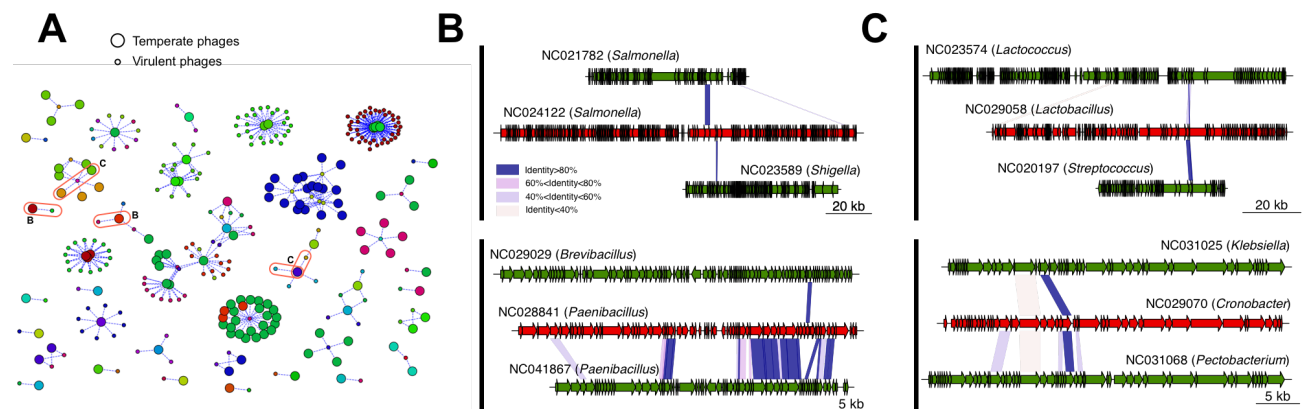 A
Temperate phages
Virulent phages
C
B
B
C
B
NC021782 (Salmonella)
NC024122 (Salmonella)
Identity>80%
60%<Identity<80%
40%<Identity<60%
Identity<40%
NC023589 (Shigella)
20 kb
NC029029 (Brevibacillus)
NC028841 (Paenibacillus)
NC041867 (Paenibacillus)
5 kb
C
NC023574 (Lactococcus)
NC029058 (Lactobacillus)
NC020197 (Streptococcus)
20 kb
NC031025 (Klebsiella)
NC029070 (Cronobacter)
NC031068 (Pectobacterium)
5 kb